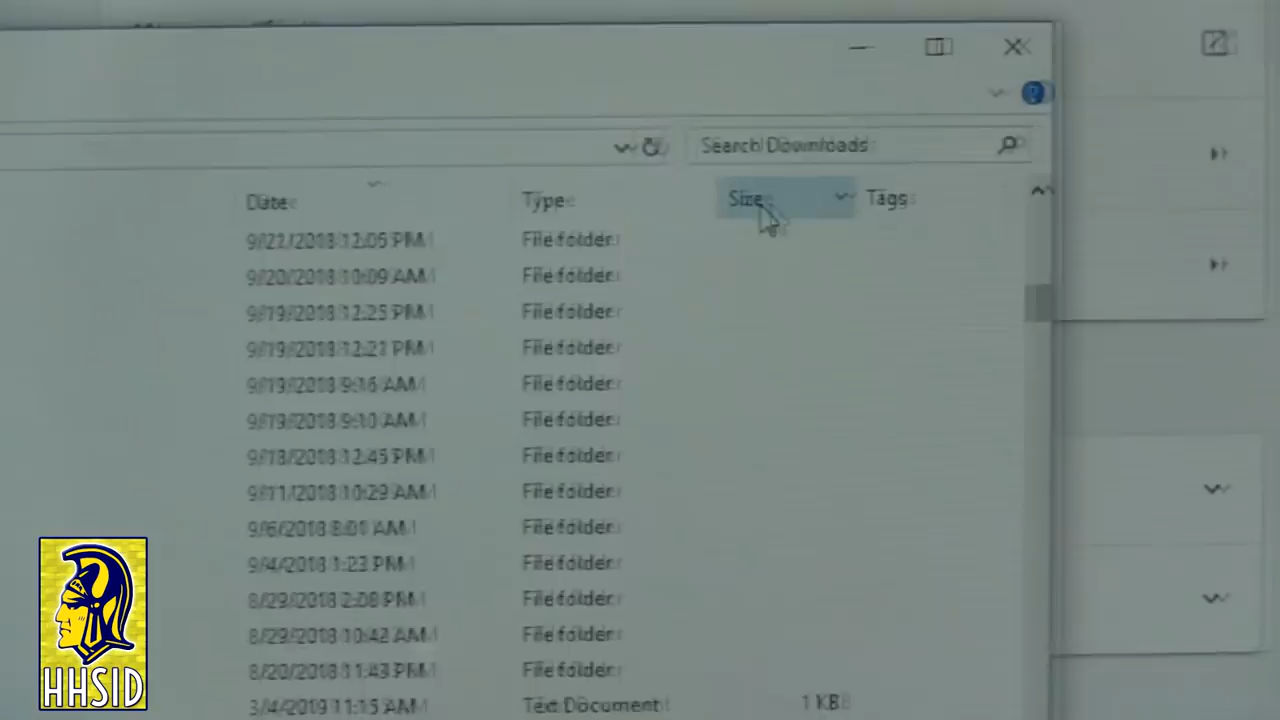 Search Downloads
Date Type Size Tags
9/22/2018 12:05 PM File folder
9/20/2018 10:09 AM File folder
9/19/2018 12:25 PM File folder
9/19/2018 12:21 PM File folder
9/19/2018 9:16 AM File folder
9/19/2018 9:10 AM File folder
9/18/2018 12:45 PM File folder
9/11/2018 10:29 AM File folder
9/6/2018 8:01 AM File folder
9/4/2018 1:23 PM File folder
8/29/2018 2:08 PM File folder
8/29/2018 10:42 AM File folder
8/20/2018 11:43 PM File folder
3/4/2019 11:15 AM Text Document 1 KB
HHSID